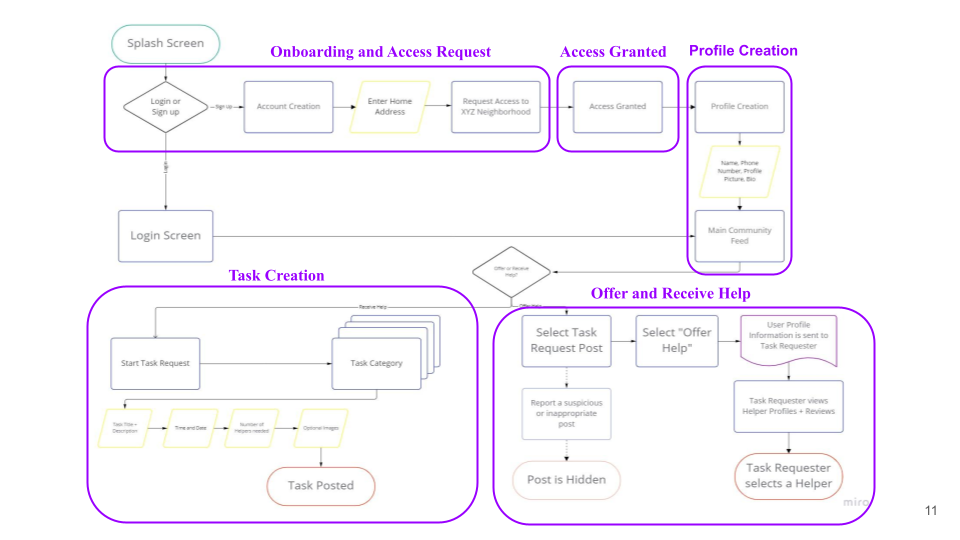 Splash Screen
Onboarding and Access Request
Access Granted
Profile Creation
Login or
Sign up
Sign Up
Account Creation
Enter Home
Address
Request Access to
XYZ Neighborhood
Access Granted
Profile Creation
Login
Name, Phone
Number, Profile
Picture, Bio
Login Screen
Main Community
Feed
Offer or Receive
Help?
Task Creation
Offer and Receive Help
Receive Help
Offer Help
Start Task Request
Task Category
Select Task
Request Post
Select "Offer
Help"
User Profile
Information is sent to
Task Requester
Report a suspicious
or inappropriate
post
Task Requester views
Helper Profiles + Reviews
Task Title +
Description
Time and Date
Number of
Helpers needed
Optional Images
Task Posted
Post is Hidden
Task Requester
selects a Helper
miro
11